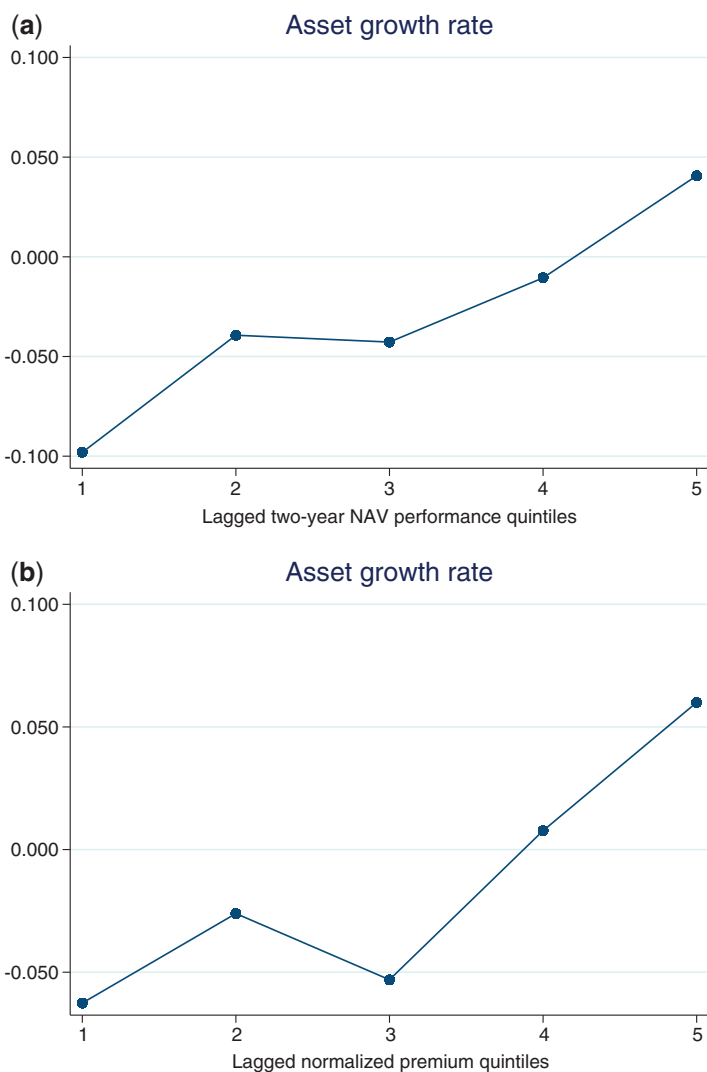 (a) Asset growth rate
0.100
0.050
0.000
-0.050
-0.100
1 2 3 4 5
Lagged two-year NAV performance quintiles
(b) Asset growth rate
0.100
0.050
0.000
-0.050
1 2 3 4 5
Lagged normalized premium quintiles